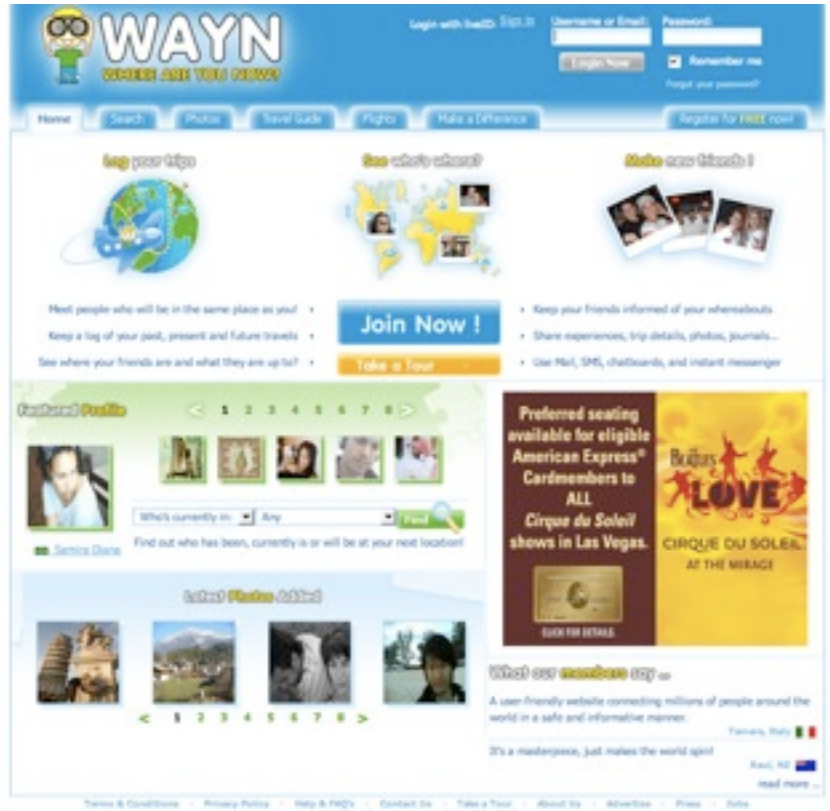 WAYN
WHERE ARE YOU NOW?
Login with liveID: Sign in
Username or Email:
Password:
Login Now
Remember me
Forgot your password?
Home
Search
Photos
Travel Guide
Flights
Make a Difference
Register for FREE now!
Log your trips
See who's where?
Make new friends !
Meet people who will be in the same place as you!
Keep a log of your past, present and future travels
See where your friends are and what they are up to?
Join Now !
Take a Tour
Keep your friends informed of your whereabouts
Share experiences, trip details, photos, journals...
Use Mail, SMS, chatboards, and instant messenger
Featured Profile
< 1 2 3 4 5 6 7 8 >
Who's currently in:
Any
Find
Samira Diane
Find out who has been, currently is or will be at your next location!
Preferred seating
available for eligible
American Express®
Cardmembers to
ALL
Cirque du Soleil
shows in Las Vegas.
CLICK FOR DETAILS.
Beatles
LOVE
CIRQUE DU SOLEIL
AT THE MIRAGE
Latest Photos Added
< 1 2 3 4 5 6 7 8 >
What our members say ...
A user-friendly website connecting millions of people around the
world in a safe and informative manner.
Italy
It's a masterpiece, just makes the world spin!
Raul, NZ
read more ...
Terms & Conditions - Privacy Policy - Help & FAQ's - Contact Us - Take a Tour - About Us - Advertise - Press - Jobs